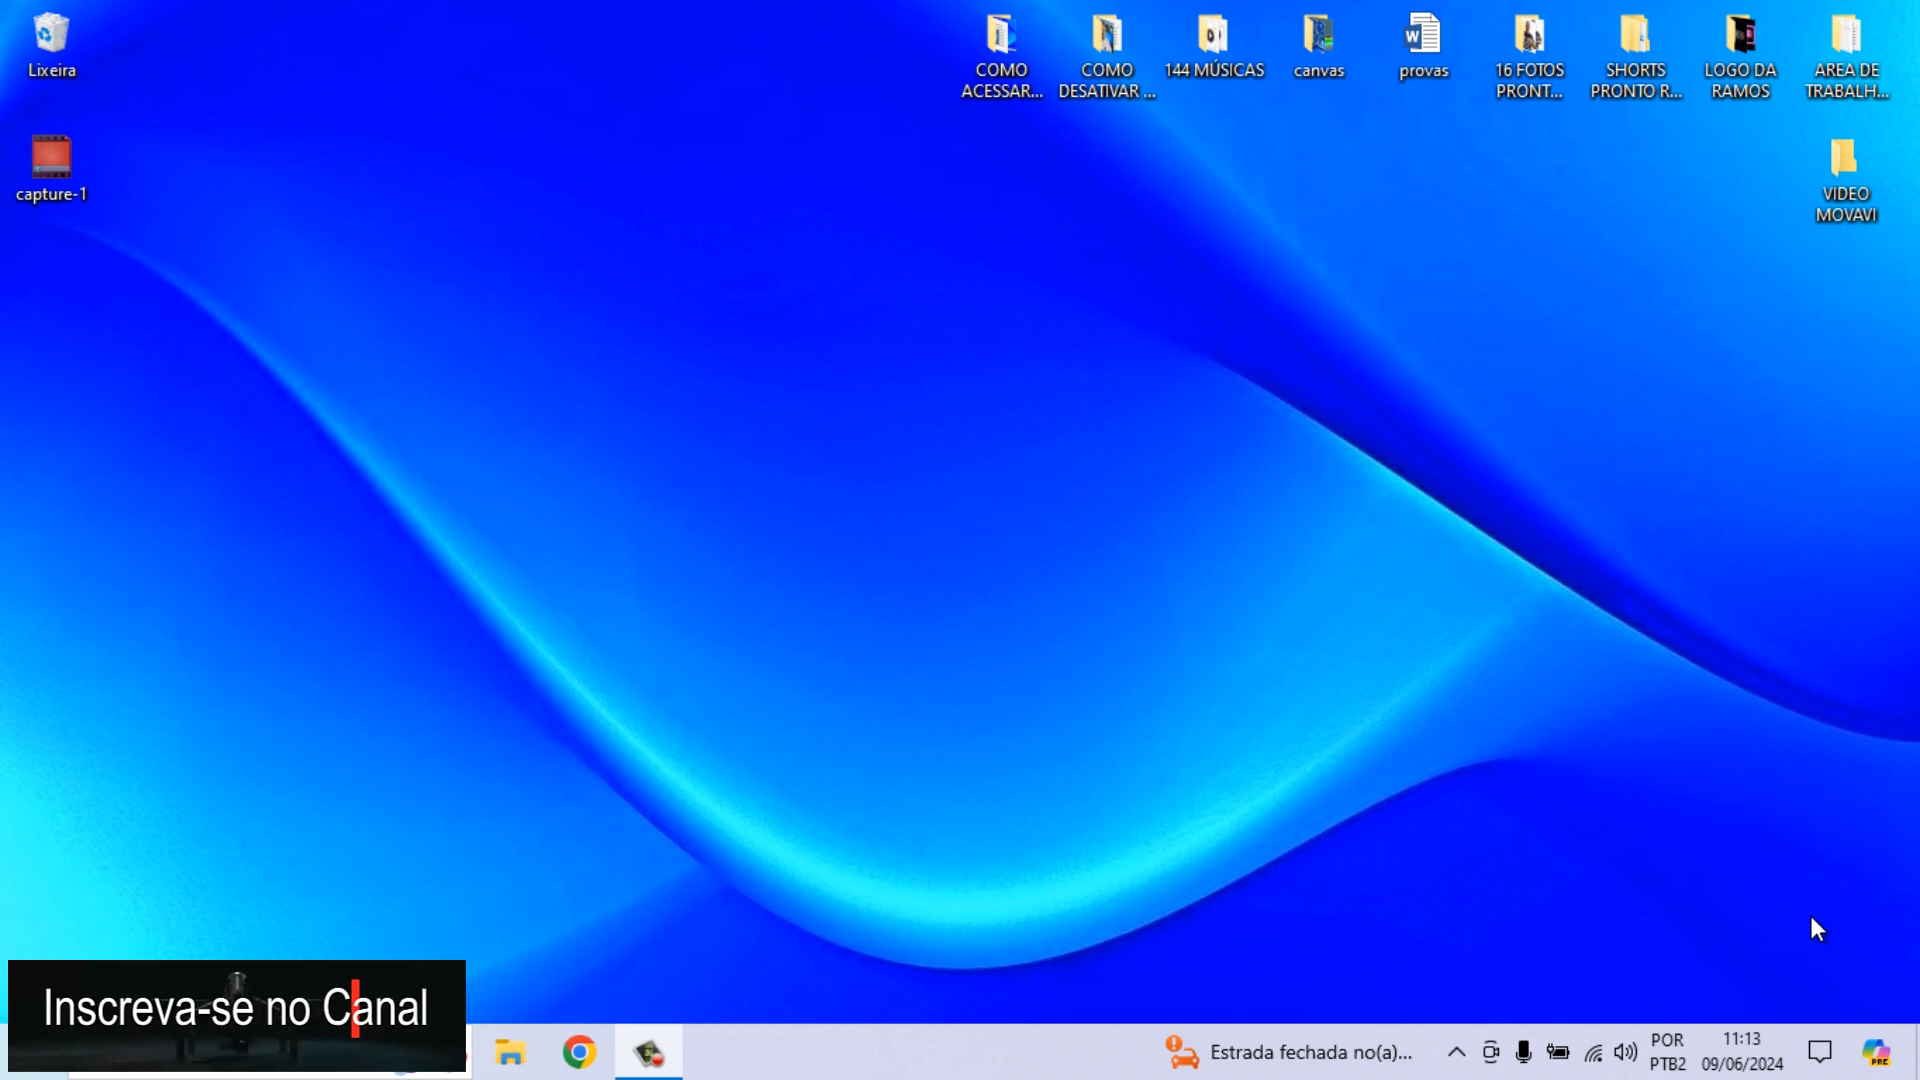 Lixeira
COMO
ACESSAR...
COMO
DESATIVAR ...
144 MÚSICAS
canvas
provas
16 FOTOS
PRONT...
SHORTS
PRONTO R...
LOGO DA
RAMOS
AREA DE
TRABALH...
capture-1
VIDEO
MOVAVI
Inscreva-se no Canal
Estrada fechada no(a)...
POR
PTB2
11:13
09/06/2024
PRE